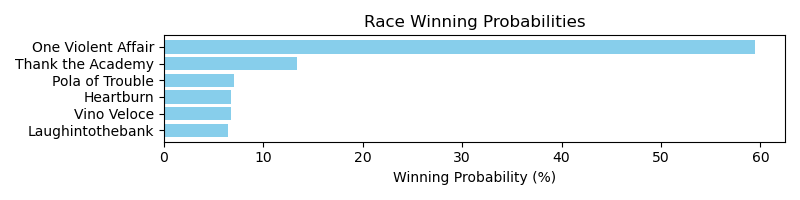 Race Winning Probabilities
One Violent Affair
Thank the Academy
Pola of Trouble
Heartburn
Vino Veloce
Laughintothebank
0 10 20 30 40 50 60
Winning Probability (%)